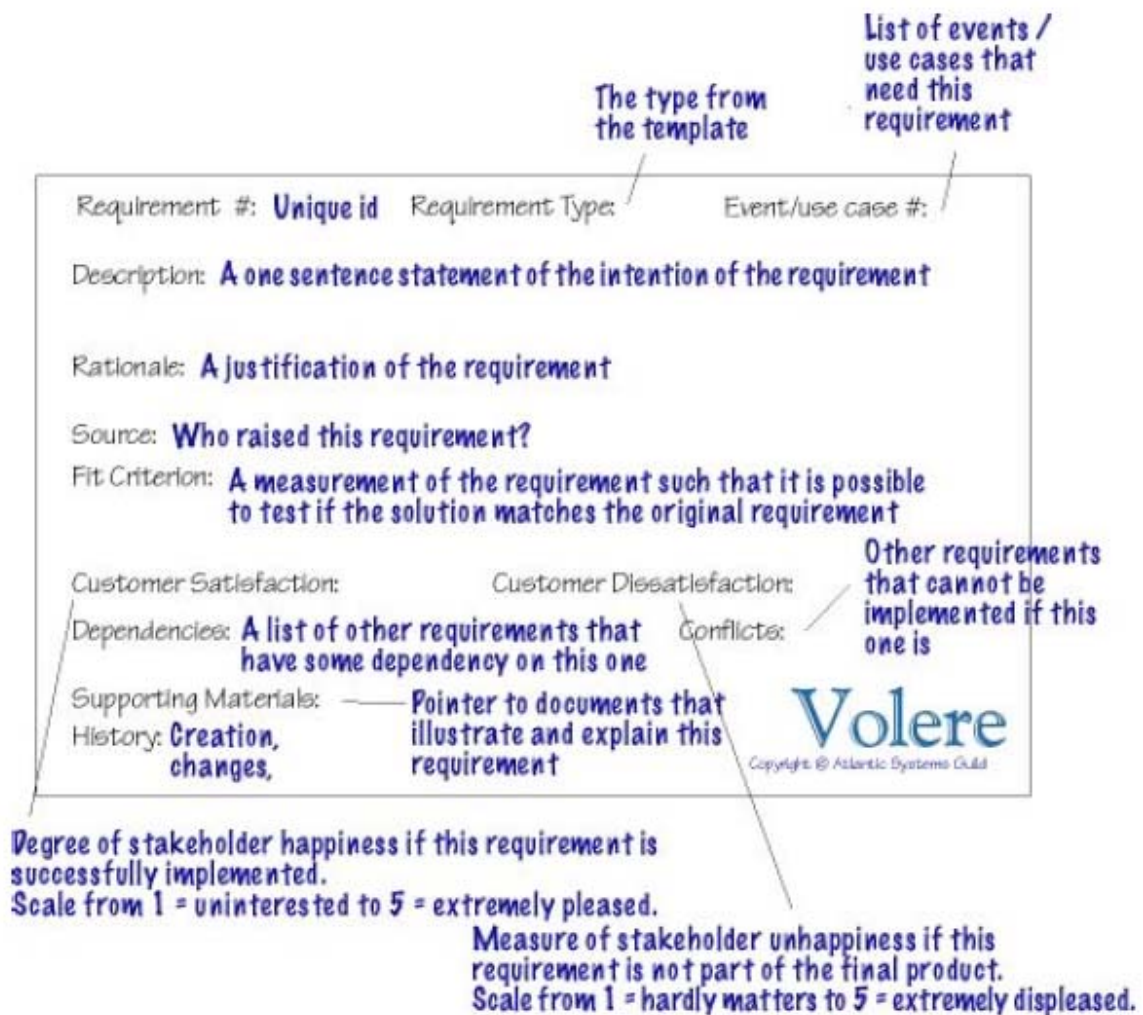 List of events /
use cases that
need this
requirement
The type from
the template
Requirement #: Unique id Requirement Type: Event/use case #:
Description: A one sentence statement of the intention of the requirement
Rationale: A justification of the requirement
Source: Who raised this requirement?
Fit Criterion: A measurement of the requirement such that it is possible
to test if the solution matches the original requirement
Other requirements
that cannot be
implemented if this
one is
Customer Satisfaction: Customer Dissatisfaction:
Dependencies: A list of other requirements that
have some dependency on this one
Conflicts:
Supporting Materials: Pointer to documents that
illustrate and explain this
requirement
History: Creation,
changes,
Volere
Copyright © Atlantic Systems Guild
Degree of stakeholder happiness if this requirement is
successfully implemented.
Scale from 1 = uninterested to 5 = extremely pleased.
Measure of stakeholder unhappiness if this
requirement is not part of the final product.
Scale from 1 = hardly matters to 5 = extremely displeased.